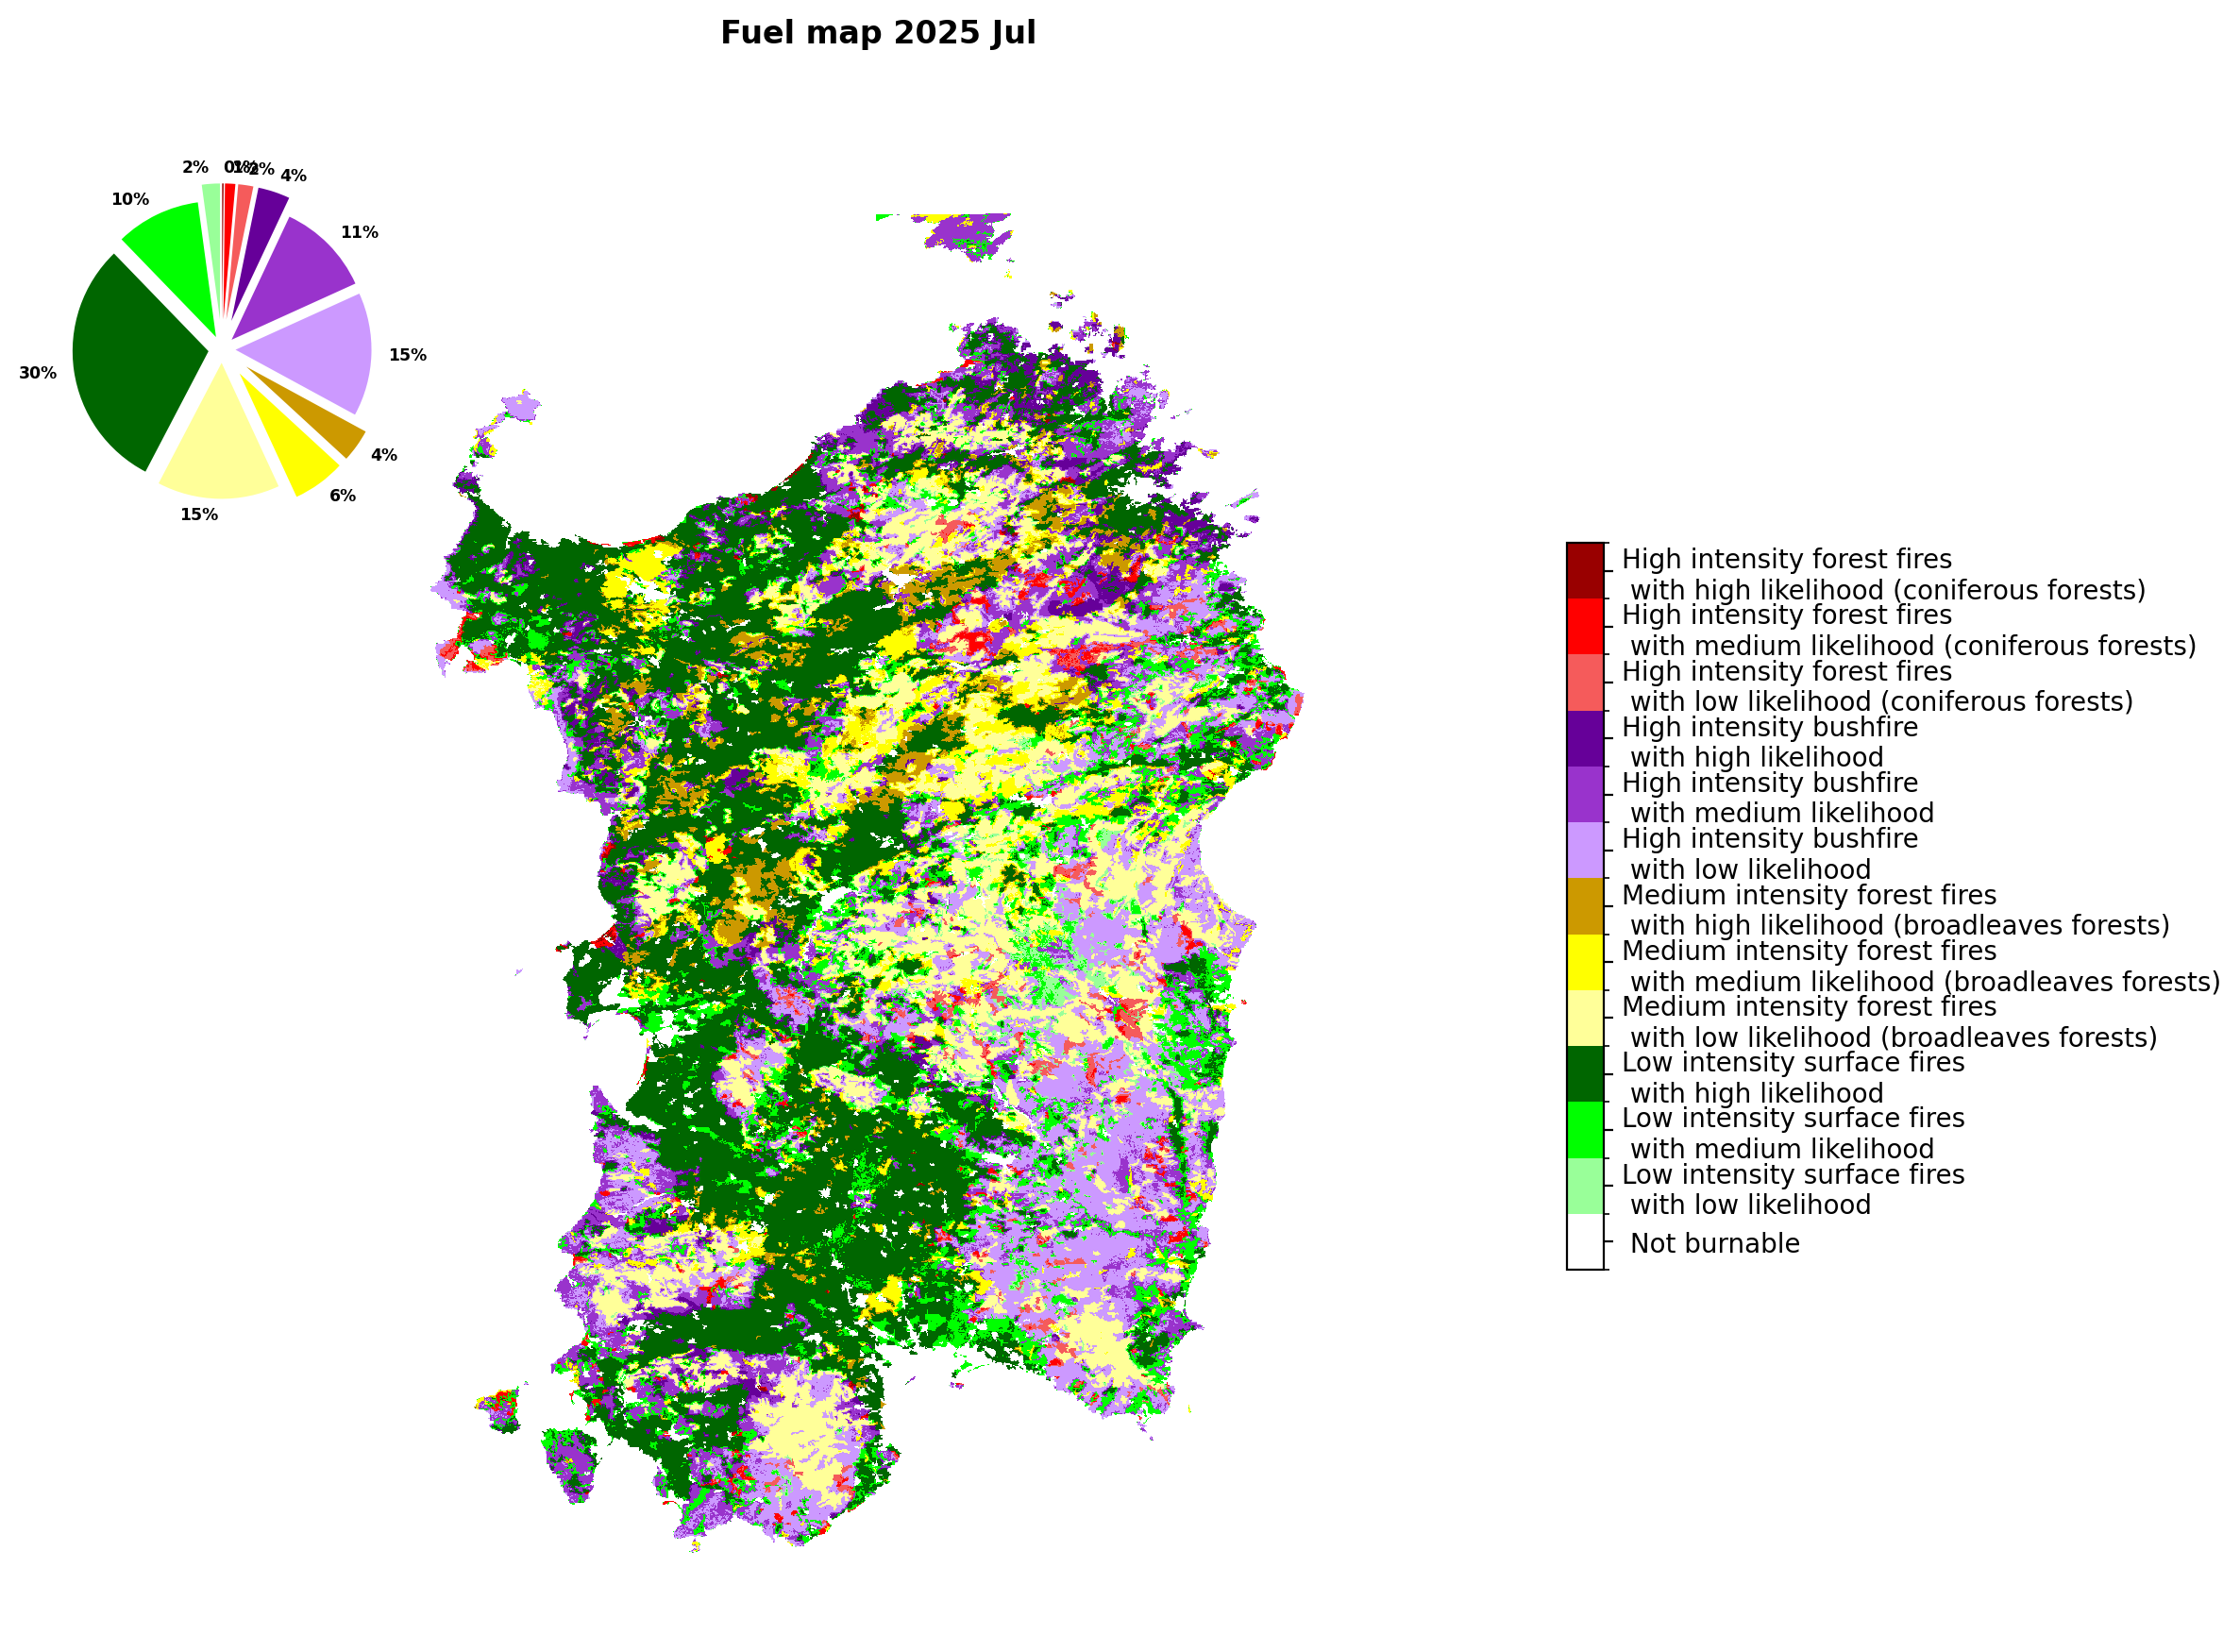 Fuel map 2025 Jul
2%
0%
1%
2%
4%
10%
11%
15%
30%
4%
6%
15%
High intensity forest fires
with high likelihood (coniferous forests)
High intensity forest fires
with medium likelihood (coniferous forests)
High intensity forest fires
with low likelihood (coniferous forests)
High intensity bushfire
with high likelihood
High intensity bushfire
with medium likelihood
High intensity bushfire
with low likelihood
Medium intensity forest fires
with high likelihood (broadleaves forests)
Medium intensity forest fires
with medium likelihood (broadleaves forests)
Medium intensity forest fires
with low likelihood (broadleaves forests)
Low intensity surface fires
with high likelihood
Low intensity surface fires
with medium likelihood
Low intensity surface fires
with low likelihood
Not burnable